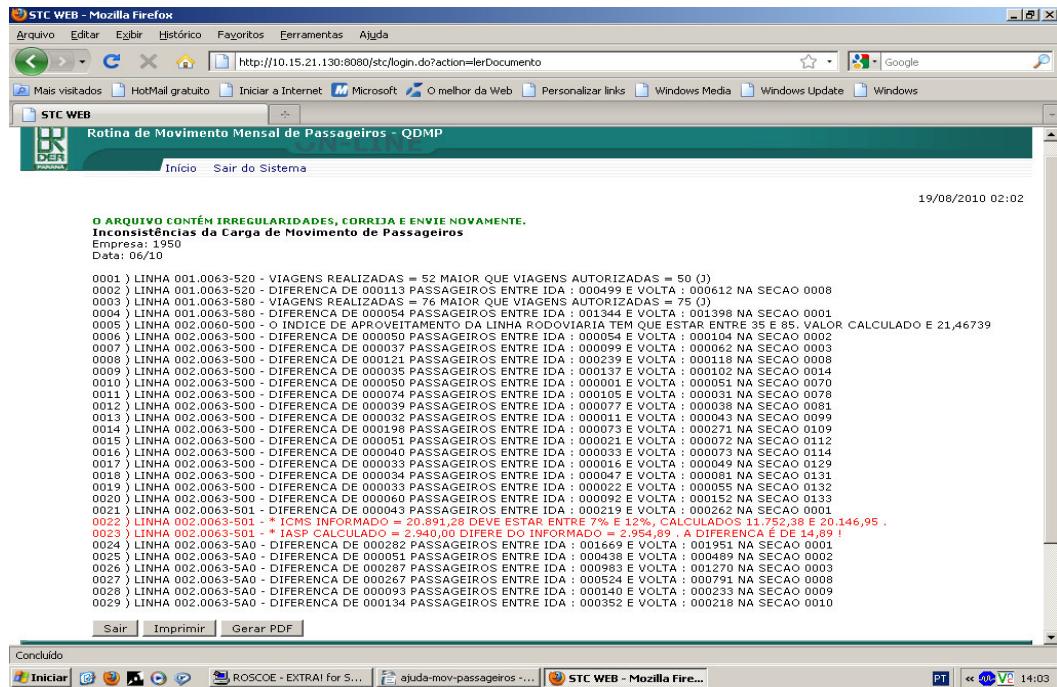 STC WEB - Mozilla Firefox
Arquivo Editar Exibir Histórico Favoritos Ferramentas Ajuda
http://10.15.21.130:8080/stc/login.do?action=lerDocumento
Google
Mais visitados HotMail gratuito Iniciar a Internet Microsoft O melhor da Web Personalizar links Windows Media Windows Update Windows
STC WEB
DER
PARANÁ
Rotina de Movimento Mensal de Passageiros - QDMP
ON-LINE
Início Sair do Sistema
19/08/2010 02:02
O ARQUIVO CONTÉM IRREGULARIDADES, CORRIJA E ENVIE NOVAMENTE.
Inconsistências da Carga de Movimento de Passageiros
Empresa: 1950
Data: 06/10
0001 ) LINHA 001.0063-520 - VIAGENS REALIZADAS = 52 MAIOR QUE VIAGENS AUTORIZADAS = 50 (J)
0002 ) LINHA 001.0063-520 - DIFERENCA DE 000113 PASSAGEIROS ENTRE IDA : 000499 E VOLTA : 000612 NA SECAO 0008
0003 ) LINHA 001.0063-580 - VIAGENS REALIZADAS = 76 MAIOR QUE VIAGENS AUTORIZADAS = 75 (J)
0004 ) LINHA 001.0063-580 - DIFERENCA DE 000054 PASSAGEIROS ENTRE IDA : 001344 E VOLTA : 001398 NA SECAO 0001
0005 ) LINHA 002.0060-500 - O INDICE DE APROVEITAMENTO DA LINHA RODOVIARIA TEM QUE ESTAR ENTRE 35 E 85. VALOR CALCULADO E 21,46739
0006 ) LINHA 002.0063-500 - DIFERENCA DE 000050 PASSAGEIROS ENTRE IDA : 000054 E VOLTA : 000104 NA SECAO 0002
0007 ) LINHA 002.0063-500 - DIFERENCA DE 000037 PASSAGEIROS ENTRE IDA : 000099 E VOLTA : 000062 NA SECAO 0003
0008 ) LINHA 002.0063-500 - DIFERENCA DE 000121 PASSAGEIROS ENTRE IDA : 000239 E VOLTA : 000118 NA SECAO 0008
0009 ) LINHA 002.0063-500 - DIFERENCA DE 000035 PASSAGEIROS ENTRE IDA : 000137 E VOLTA : 000102 NA SECAO 0014
0010 ) LINHA 002.0063-500 - DIFERENCA DE 000050 PASSAGEIROS ENTRE IDA : 000001 E VOLTA : 000051 NA SECAO 0070
0011 ) LINHA 002.0063-500 - DIFERENCA DE 000074 PASSAGEIROS ENTRE IDA : 000105 E VOLTA : 000031 NA SECAO 0078
0012 ) LINHA 002.0063-500 - DIFERENCA DE 000039 PASSAGEIROS ENTRE IDA : 000077 E VOLTA : 000038 NA SECAO 0081
0013 ) LINHA 002.0063-500 - DIFERENCA DE 000032 PASSAGEIROS ENTRE IDA : 000011 E VOLTA : 000043 NA SECAO 0099
0014 ) LINHA 002.0063-500 - DIFERENCA DE 000198 PASSAGEIROS ENTRE IDA : 000073 E VOLTA : 000271 NA SECAO 0109
0015 ) LINHA 002.0063-500 - DIFERENCA DE 000051 PASSAGEIROS ENTRE IDA : 000021 E VOLTA : 000072 NA SECAO 0112
0016 ) LINHA 002.0063-500 - DIFERENCA DE 000040 PASSAGEIROS ENTRE IDA : 000033 E VOLTA : 000073 NA SECAO 0114
0017 ) LINHA 002.0063-500 - DIFERENCA DE 000033 PASSAGEIROS ENTRE IDA : 000016 E VOLTA : 000049 NA SECAO 0129
0018 ) LINHA 002.0063-500 - DIFERENCA DE 000034 PASSAGEIROS ENTRE IDA : 000047 E VOLTA : 000081 NA SECAO 0131
0019 ) LINHA 002.0063-500 - DIFERENCA DE 000033 PASSAGEIROS ENTRE IDA : 000022 E VOLTA : 000055 NA SECAO 0132
0020 ) LINHA 002.0063-500 - DIFERENCA DE 000060 PASSAGEIROS ENTRE IDA : 000092 E VOLTA : 000152 NA SECAO 0133
0021 ) LINHA 002.0063-501 - DIFERENCA DE 000043 PASSAGEIROS ENTRE IDA : 000219 E VOLTA : 000262 NA SECAO 0001
0022 ) LINHA 002.0063-501 - * ICMS INFORMADO = 20.891,28 DEVE ESTAR ENTRE 7% E 12%, CALCULADOS 11.752,38 E 20.146,95 .
0023 ) LINHA 002.0063-501 - * IASP CALCULADO = 2.940,00 DIFERE DO INFORMADO = 2.954,89 . A DIFERENCA É DE 14,89 !
0024 ) LINHA 002.0063-5A0 - DIFERENCA DE 000282 PASSAGEIROS ENTRE IDA : 001669 E VOLTA : 001951 NA SECAO 0001
0025 ) LINHA 002.0063-5A0 - DIFERENCA DE 000051 PASSAGEIROS ENTRE IDA : 000438 E VOLTA : 000489 NA SECAO 0002
0026 ) LINHA 002.0063-5A0 - DIFERENCA DE 000287 PASSAGEIROS ENTRE IDA : 000983 E VOLTA : 001270 NA SECAO 0003
0027 ) LINHA 002.0063-5A0 - DIFERENCA DE 000267 PASSAGEIROS ENTRE IDA : 000524 E VOLTA : 000791 NA SECAO 0008
0028 ) LINHA 002.0063-5A0 - DIFERENCA DE 000093 PASSAGEIROS ENTRE IDA : 000140 E VOLTA : 000233 NA SECAO 0009
0029 ) LINHA 002.0063-5A0 - DIFERENCA DE 000134 PASSAGEIROS ENTRE IDA : 000352 E VOLTA : 000218 NA SECAO 0010
Sair Imprimir Gerar PDF
Concluído
Iniciar ROSCOE - EXTRA! for S... ajuda-mov-passageiros -... STC WEB - Mozilla Fire... PT 14:03